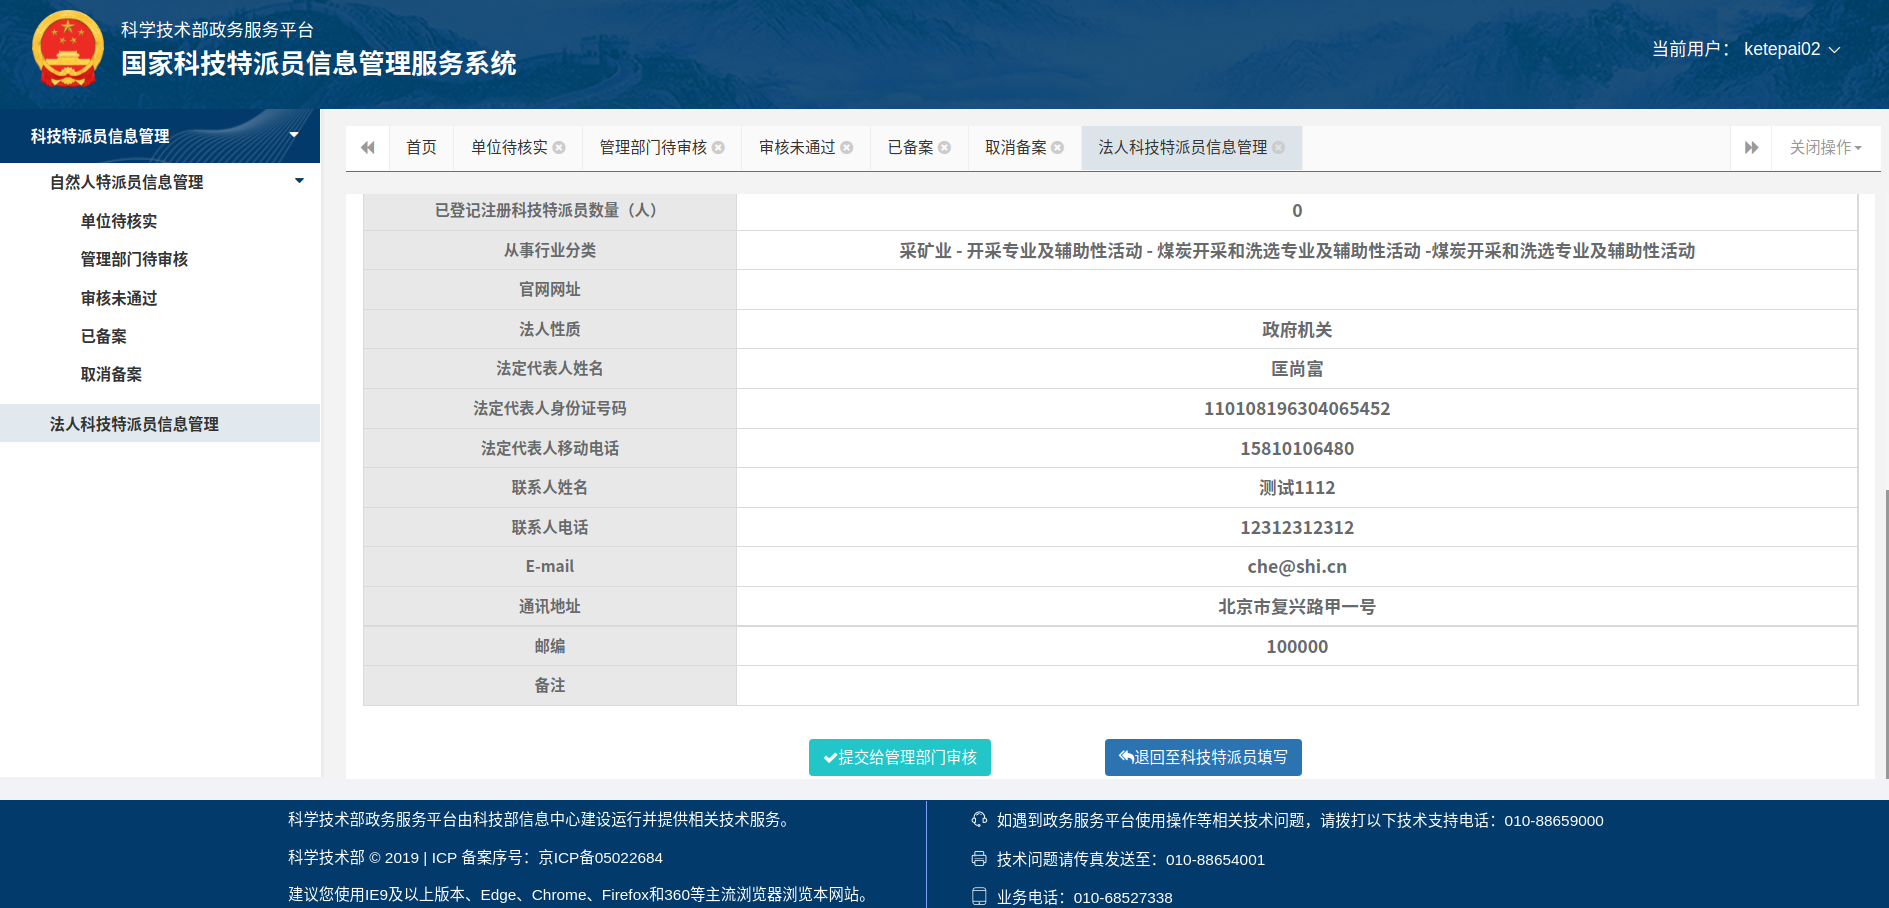 科学技术部政务服务平台
国家科技特派员信息管理服务系统
当前用户： ketepai02
科技特派员信息管理
自然人特派员信息管理
单位待核实
管理部门待审核
审核未通过
已备案
取消备案
法人科技特派员信息管理
首页 单位待核实 管理部门待审核 审核未通过 已备案 取消备案 法人科技特派员信息管理 关闭操作
已登记注册科技特派员数量（人） 0
从事行业分类 采矿业 - 开采专业及辅助性活动 - 煤炭开采和洗选专业及辅助性活动 -煤炭开采和洗选专业及辅助性活动
官网网址
法人性质 政府机关
法定代表人姓名 匡尚富
法定代表人身份证号码 110108196304065452
法定代表人移动电话 15810106480
联系人姓名 测试1112
联系人电话 12312312312
E-mail che@shi.cn
通讯地址 北京市复兴路甲一号
邮编 100000
备注
提交给管理部门审核 退回至科技特派员填写
科学技术部政务服务平台由科技部信息中心建设运行并提供相关技术服务。
科学技术部 © 2019 | ICP 备案序号：京ICP备05022684
建议您使用IE9及以上版本、Edge、Chrome、Firefox和360等主流浏览器浏览本网站。
如遇到政务服务平台使用操作等相关技术问题，请拨打以下技术支持电话：010-88659000
技术问题请传真发送至：010-88654001
业务电话：010-68527338